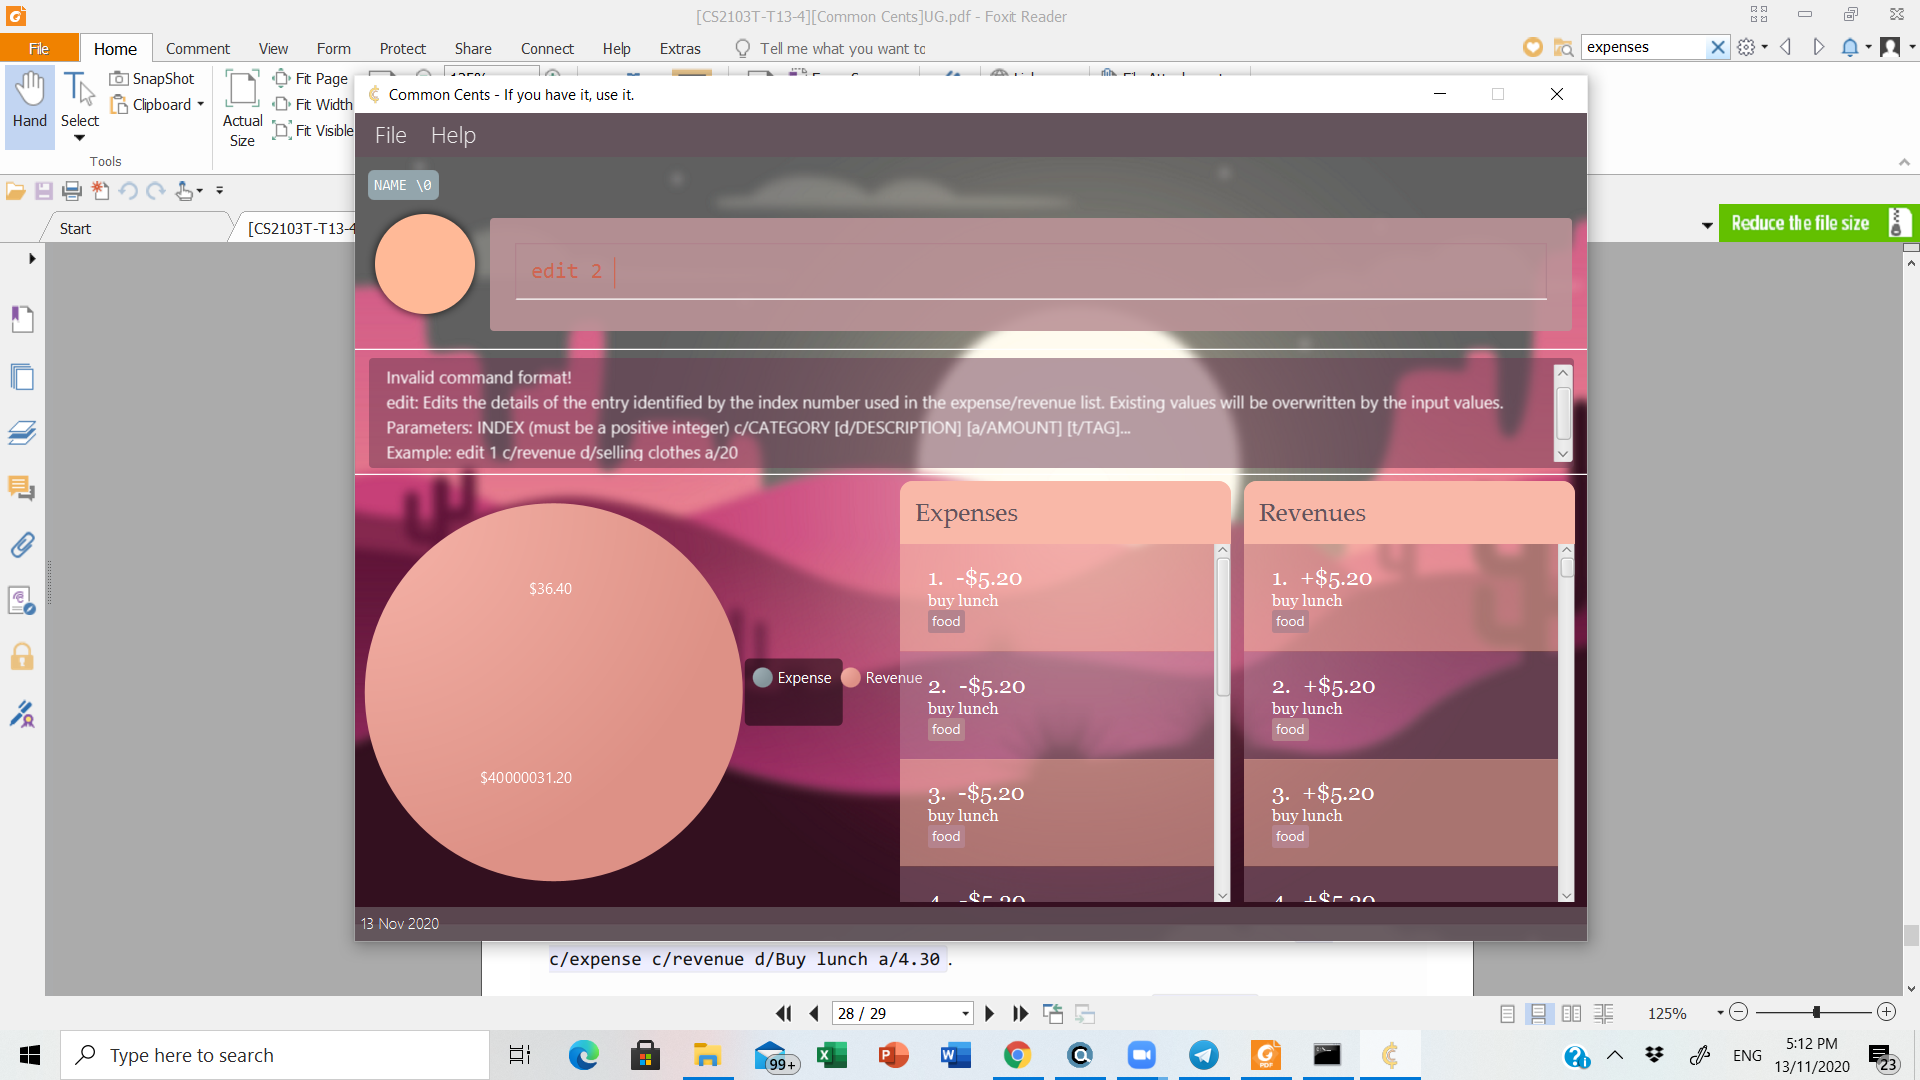 [CS2103T-T13-4][Common Cents]UG.pdf - Foxit Reader
File
Home
Comment
View
Form
Protect
Share
Connect
Help
Extras
Tell me what you want to
expenses
Hand
Select
SnapShot
Clipboard
Actual
Size
Fit Page
Fit Width
Fit Visible
Tools
Start
[CS2103T-T13-4
Reduce the file size
Common Cents - If you have it, use it.
File
Help
NAME \0
edit 2
Invalid command format!
edit: Edits the details of the entry identified by the index number used in the expense/revenue list. Existing values will be overwritten by the input values.
Parameters: INDEX (must be a positive integer) c/CATEGORY [d/DESCRIPTION] [a/AMOUNT] [t/TAG]...
Example: edit 1 c/revenue d/selling clothes a/20
$36.40
$40000031.20
Expense
Revenue
Expenses
1. -$5.20
buy lunch
food
2. -$5.20
buy lunch
food
3. -$5.20
buy lunch
food
4. -$5.20
Revenues
1. +$5.20
buy lunch
food
2. +$5.20
buy lunch
food
3. +$5.20
buy lunch
food
4. +$5.20
13 Nov 2020
c/expense c/revenue d/Buy lunch a/4.30 .
28 / 29
125%
Type here to search
99+
ENG
5:12 PM
13/11/2020
23